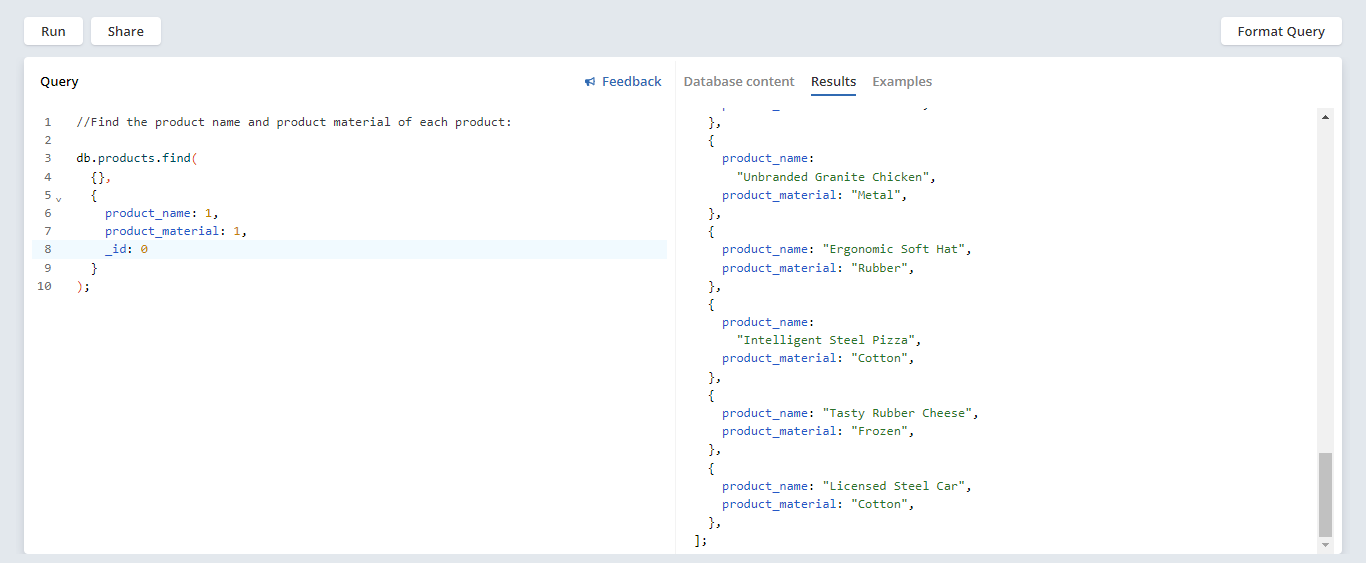 Run Share Format Query
Query Feedback
1 //Find the product name and product material of each product:
2
3 db.products.find(
4 {},
5 {
6 product_name: 1,
7 product_material: 1,
8 _id: 0
9 }
10 );
Database content Results Examples
},
{
product_name:
"Unbranded Granite Chicken",
product_material: "Metal",
},
{
product_name: "Ergonomic Soft Hat",
product_material: "Rubber",
},
{
product_name:
"Intelligent Steel Pizza",
product_material: "Cotton",
},
{
product_name: "Tasty Rubber Cheese",
product_material: "Frozen",
},
{
product_name: "Licensed Steel Car",
product_material: "Cotton",
},
];